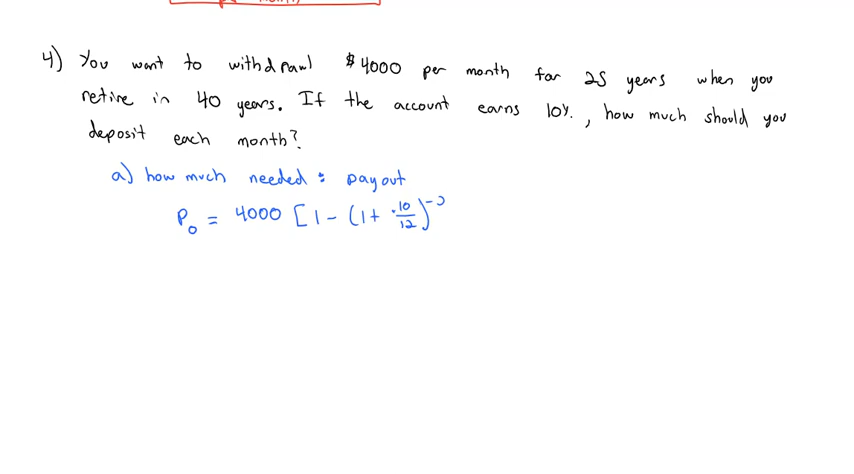 4) You want to withdrawl $4000 per month for 25 years when you
retire in 40 years. If the account earns 10%, how much should you
deposit each month?
a) how much needed : payout
P₀ = 4000 [1 - (1 + .10/12)^-